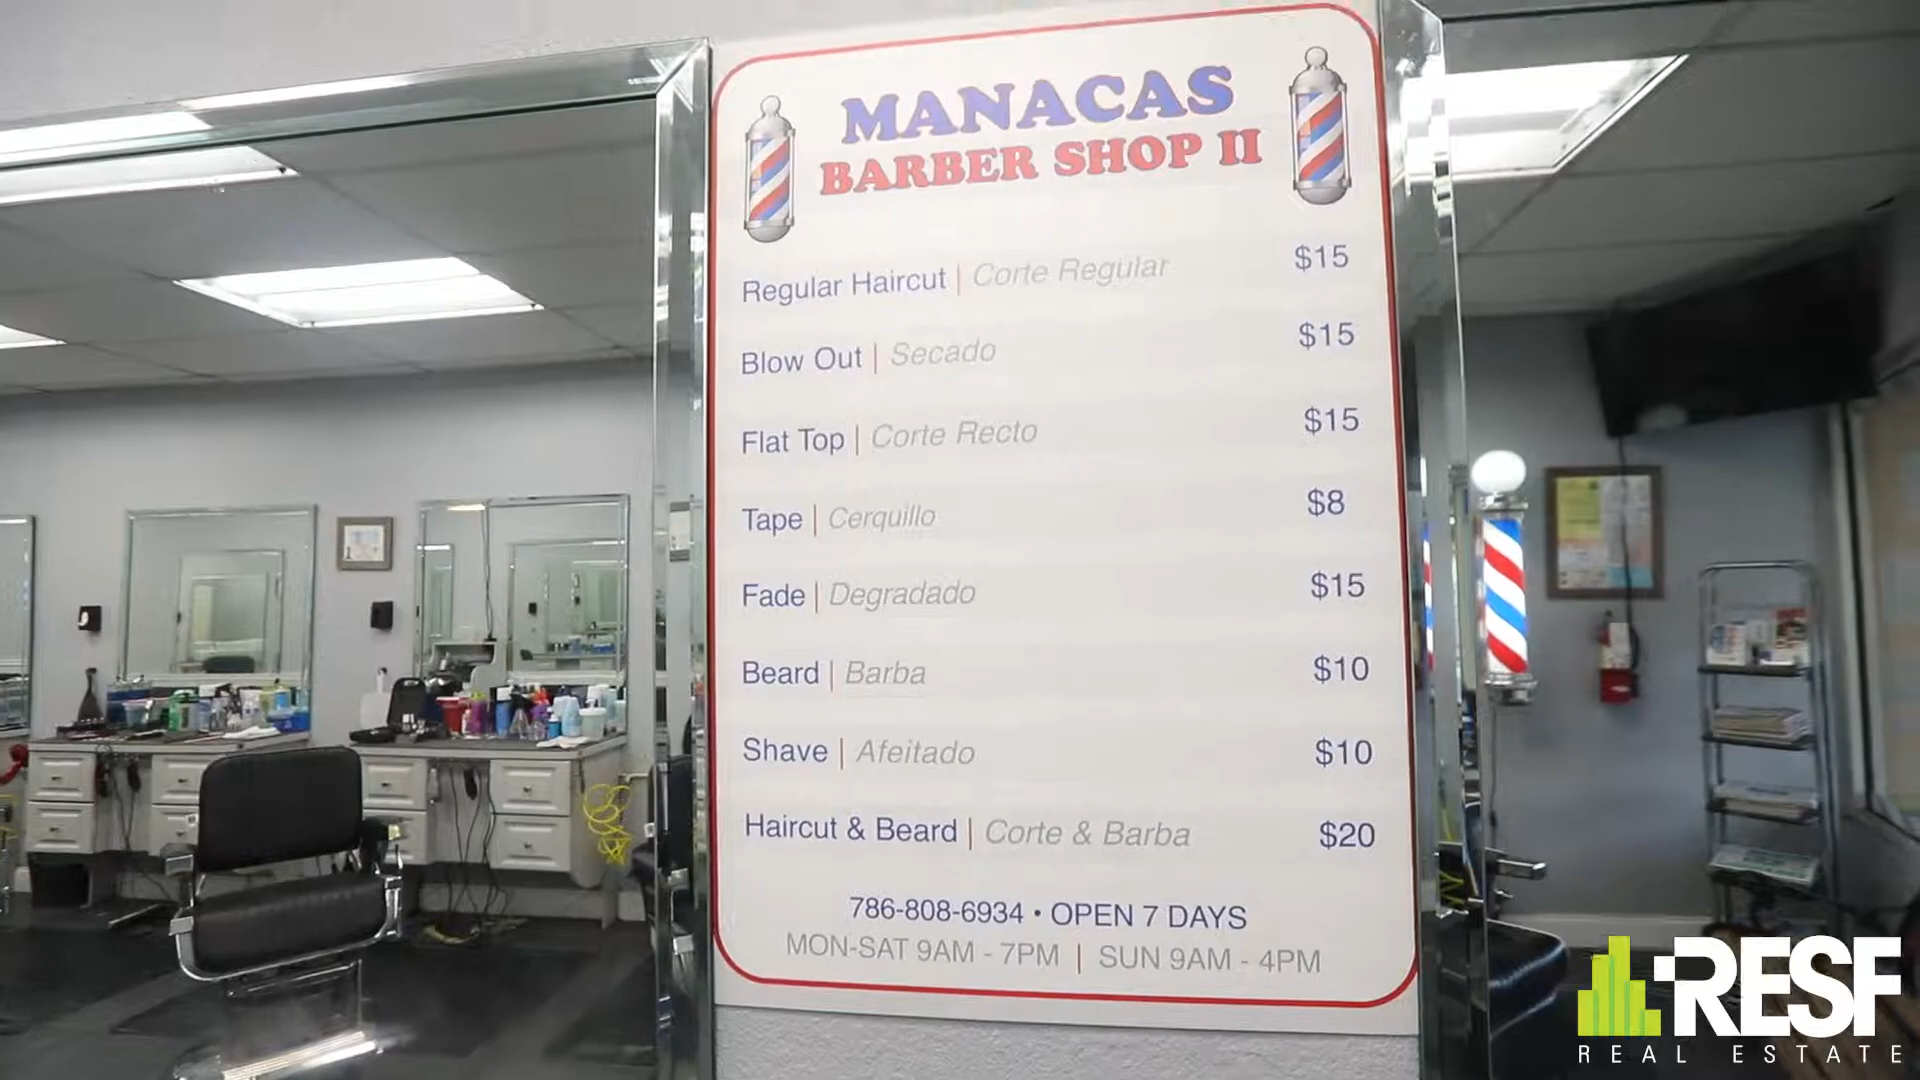 MANACAS
BARBER SHOP II
Regular Haircut | Corte Regular $15
Blow Out | Secado $15
Flat Top | Corte Recto $15
Tape | Cerquillo $8
Fade | Degradado $15
Beard | Barba $10
Shave | Afeitado $10
Haircut & Beard | Corte & Barba $20
786-808-6934 • OPEN 7 DAYS
MON-SAT 9AM - 7PM | SUN 9AM - 4PM
RESF
REAL ESTATE